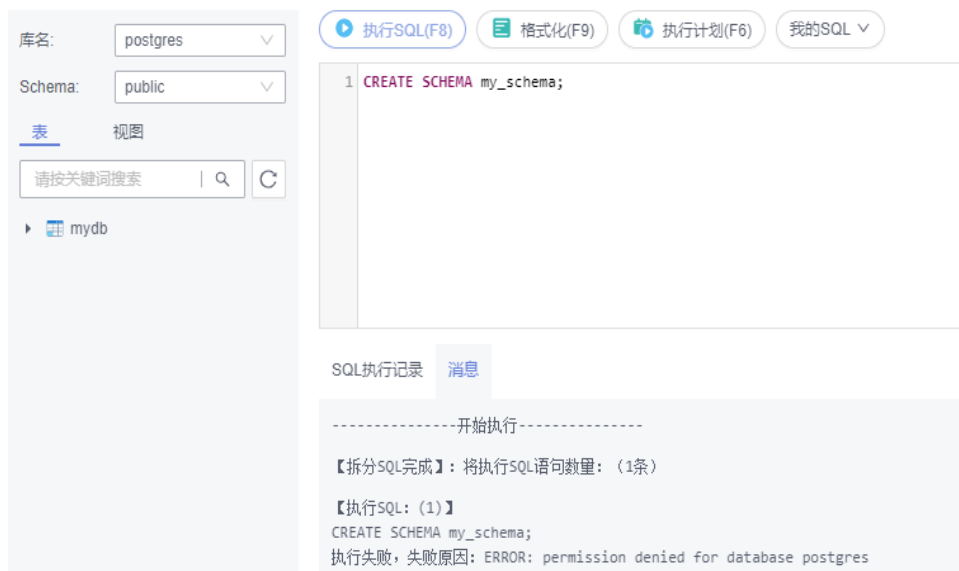 库名:
postgres
Schema:
public
表
视图
请按关键词搜索
mydb
执行SQL(F8)
格式化(F9)
执行计划(F6)
我的SQL
1 CREATE SCHEMA my_schema;
SQL执行记录
消息
---------------开始执行---------------
【拆分SQL完成】：将执行SQL语句数量：（1条）
【执行SQL：(1)】
CREATE SCHEMA my_schema;
执行失败，失败原因：ERROR: permission denied for database postgres